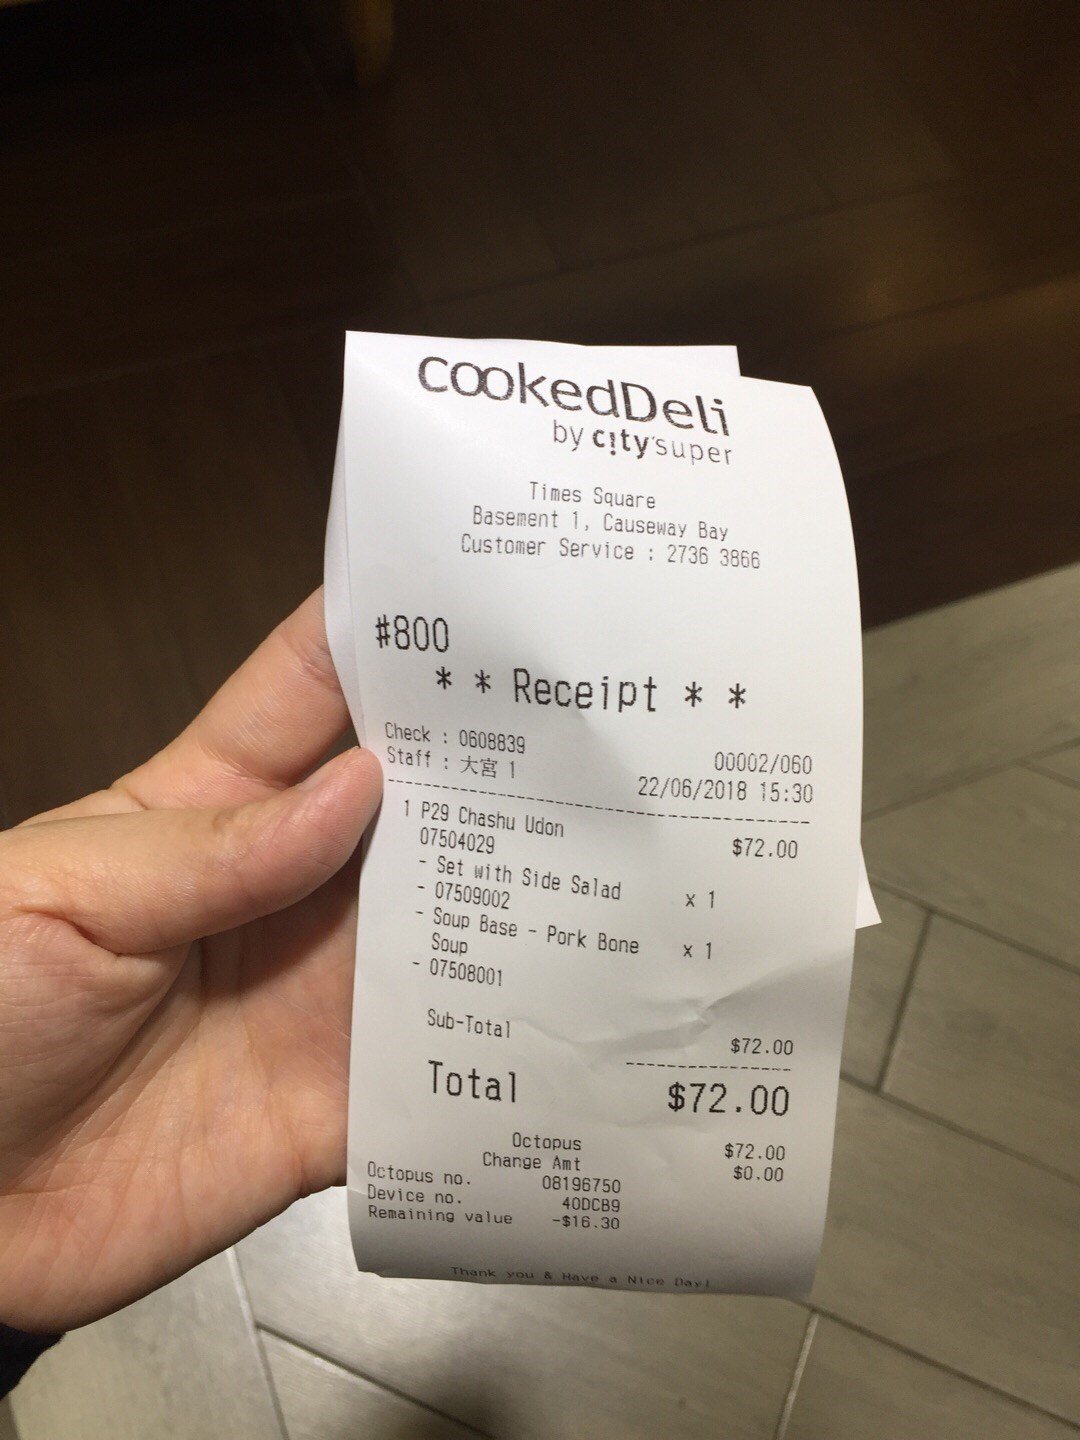 cookedDeli
by c!ty'super
Times Square
Basement 1, Causeway Bay
Customer Service : 2736 3866
#800
* * Receipt * *
Check : 0608839 00002/060
Staff : 大宮 1 22/06/2018 15:30
1 P29 Chashu Udon $72.00
07504029
- Set with Side Salad x 1
- 07509002
- Soup Base - Pork Bone x 1
Soup
- 07508001
Sub-Total $72.00
Total $72.00
Octopus $72.00
Change Amt $0.00
Octopus no. 08196750
Device no. 40DCB9
Remaining value -$16.30
Thank you & Have a Nice Day!